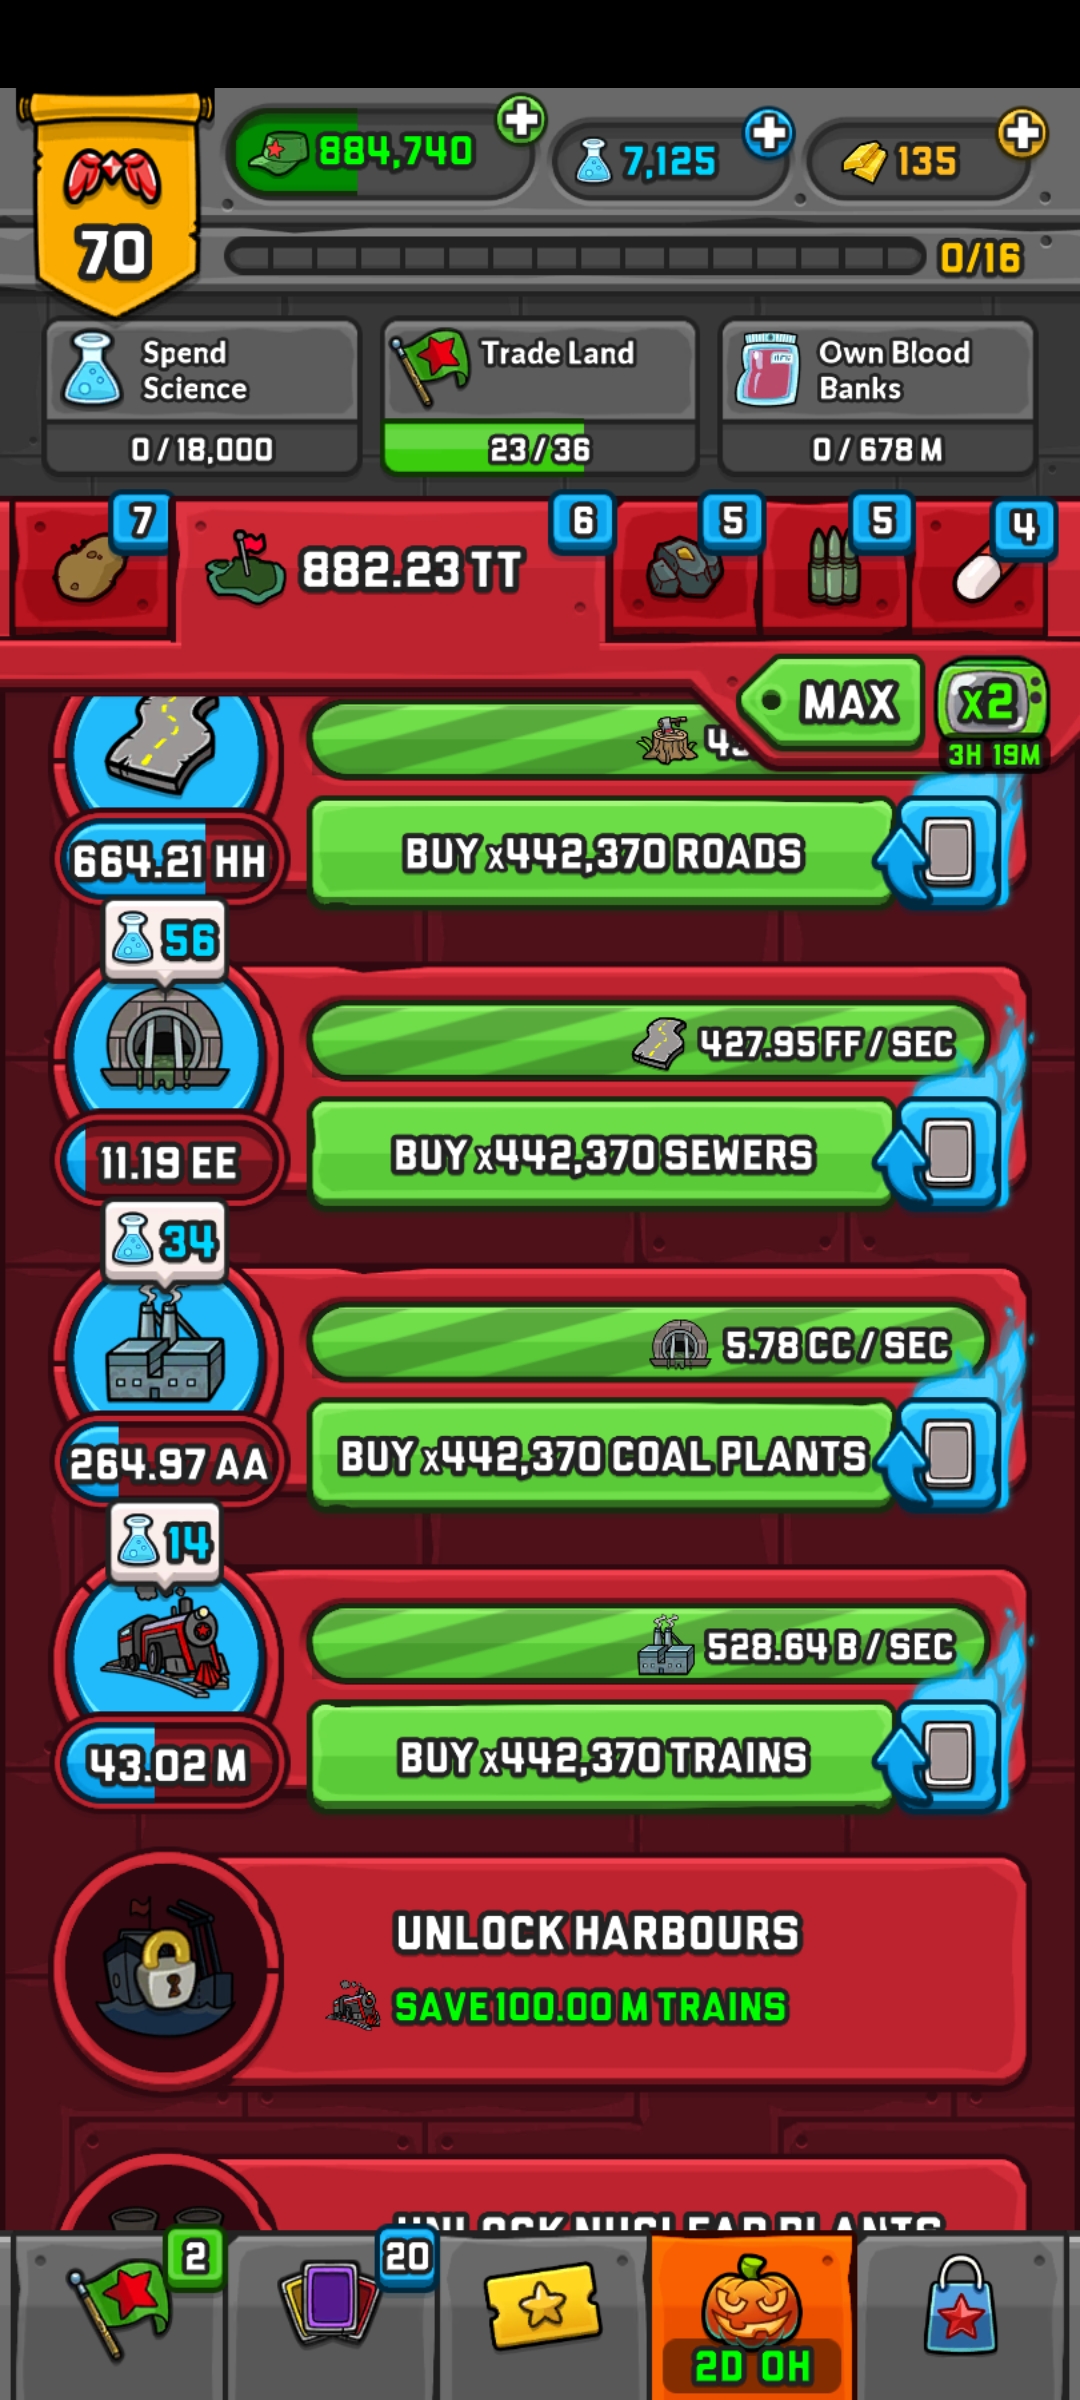 884,740
7,125
135
70
0/16
Spend
Science
0/18,000
Trade Land
23/36
Own Blood
Banks
0/678 M
7
882.23 TT
6
5
5
4
MAX
x2
3H 19M
664.21 HH
BUY x442,370 ROADS
56
427.95 FF/SEC
11.19 EE
BUY x442,370 SEWERS
34
5.78 CC/SEC
264.97 AA
BUY x442,370 COAL PLANTS
14
528.64 B/SEC
43.02 M
BUY x442,370 TRAINS
UNLOCK HARBOURS
SAVE 100.00 M TRAINS
UNLOCK NUCLEAR PLANTS
2
20
2D 0H